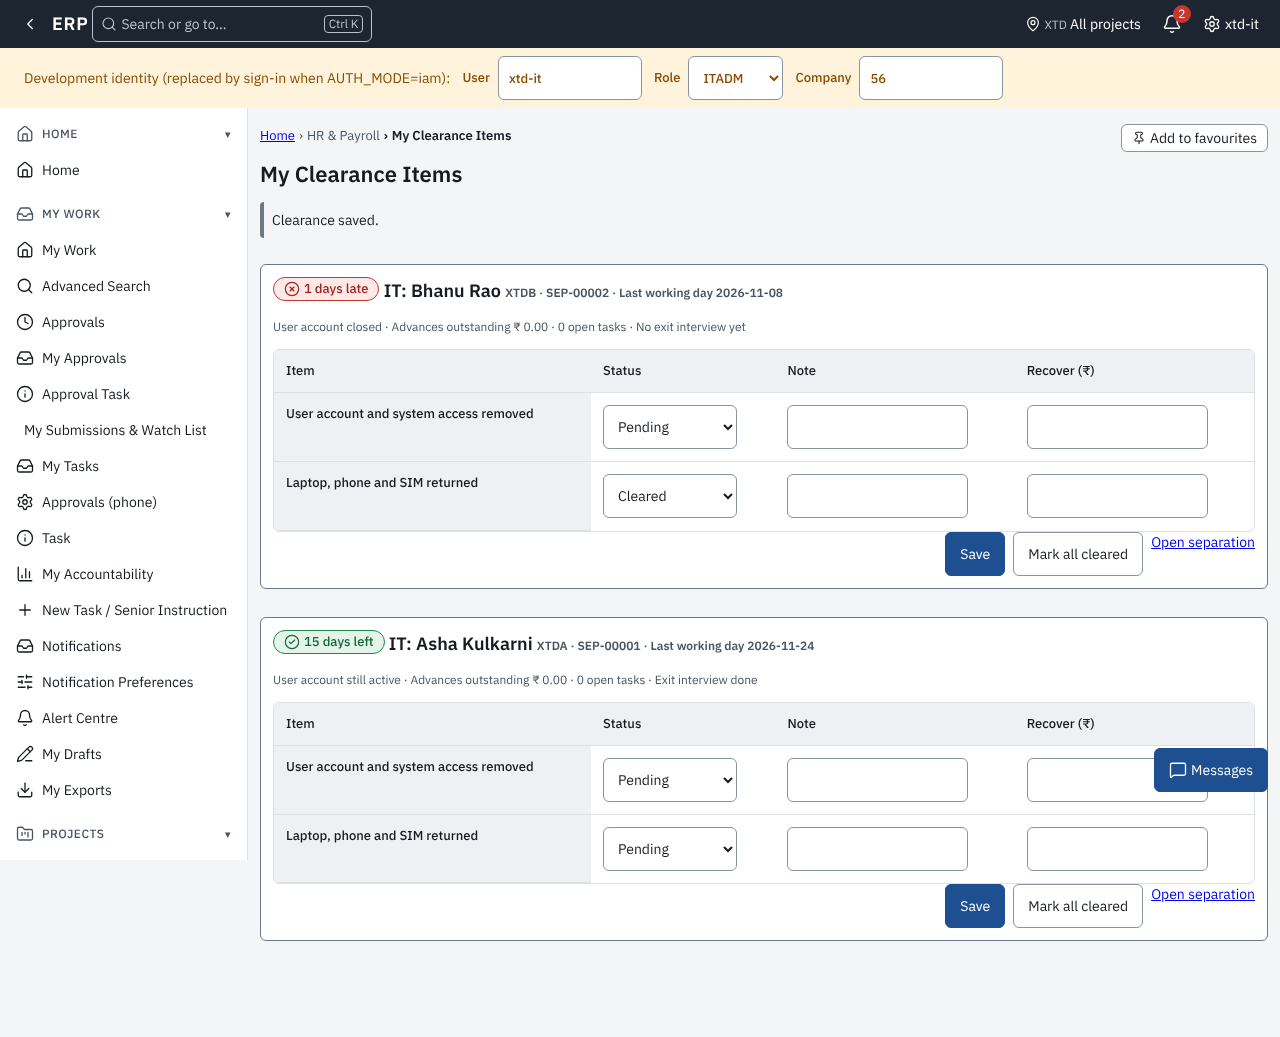 ERP Search or go to... Ctrl K XTD All projects 2 xtd-it
Development identity (replaced by sign-in when AUTH_MODE=iam): User xtd-it Role ITADM Company 56
HOME
Home
MY WORK
My Work
Advanced Search
Approvals
My Approvals
Approval Task
My Submissions & Watch List
My Tasks
Approvals (phone)
Task
My Accountability
New Task / Senior Instruction
Notifications
Notification Preferences
Alert Centre
My Drafts
My Exports
PROJECTS
Home › HR & Payroll › My Clearance Items
Add to favourites
My Clearance Items
Clearance saved.
1 days late IT: Bhanu Rao XTDB · SEP-00002 · Last working day 2026-11-08
User account closed · Advances outstanding ₹ 0.00 · 0 open tasks · No exit interview yet
Item Status Note Recover (₹)
User account and system access removed Pending
Laptop, phone and SIM returned Cleared
Save Mark all cleared Open separation
15 days left IT: Asha Kulkarni XTDA · SEP-00001 · Last working day 2026-11-24
User account still active · Advances outstanding ₹ 0.00 · 0 open tasks · Exit interview done
Item Status Note Recover (₹)
User account and system access removed Pending
Messages
Laptop, phone and SIM returned Pending
Save Mark all cleared Open separation